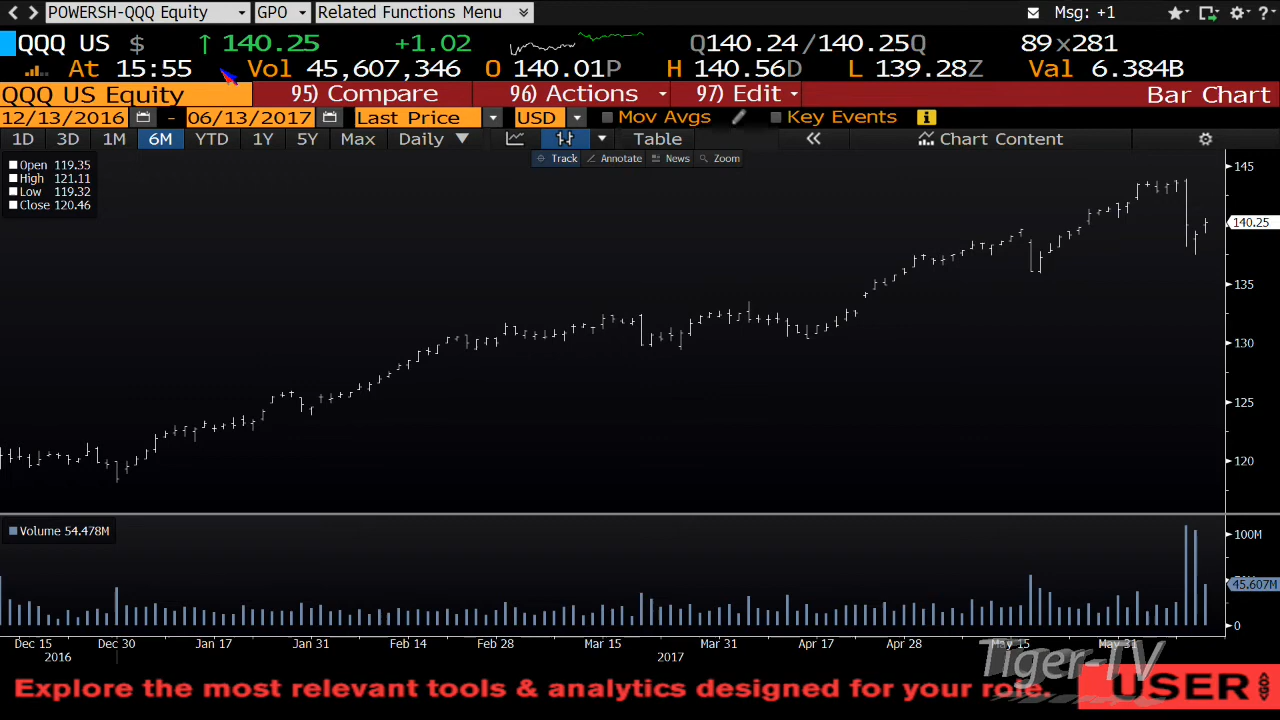 POWERSH-QQQ Equity GPO Related Functions Menu Msg: +1
QQQ US $ ↑ 140.25 +1.02 Q140.24/140.25Q 89x281
At 15:55 Vol 45,607,346 O 140.01P H 140.56D L 139.28Z Val 6.384B
QQQ US Equity 95) Compare 96) Actions 97) Edit Bar Chart
12/13/2016 - 06/13/2017 Last Price USD Mov Avgs Key Events
1D 3D 1M 6M YTD 1Y 5Y Max Daily ▼ Table « Chart Content
Track Annotate News Zoom
Open 119.35
High 121.11
Low 119.32
Close 120.46
145
140.25
135
130
125
120
Volume 54.478M
100M
45.607M
0
Dec 15 Dec 30 Jan 17 Jan 31 Feb 14 Feb 28 Mar 15 Mar 31 Apr 17 Apr 28 May 15 May 31
2016 2017
Tiger-TV
Explore the most relevant tools & analytics designed for your role. USER